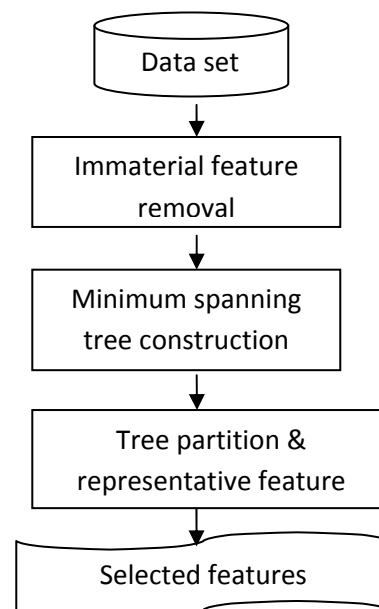 Data set
Immaterial feature
removal
Minimum spanning
tree construction
Tree partition &
representative feature
Selected features